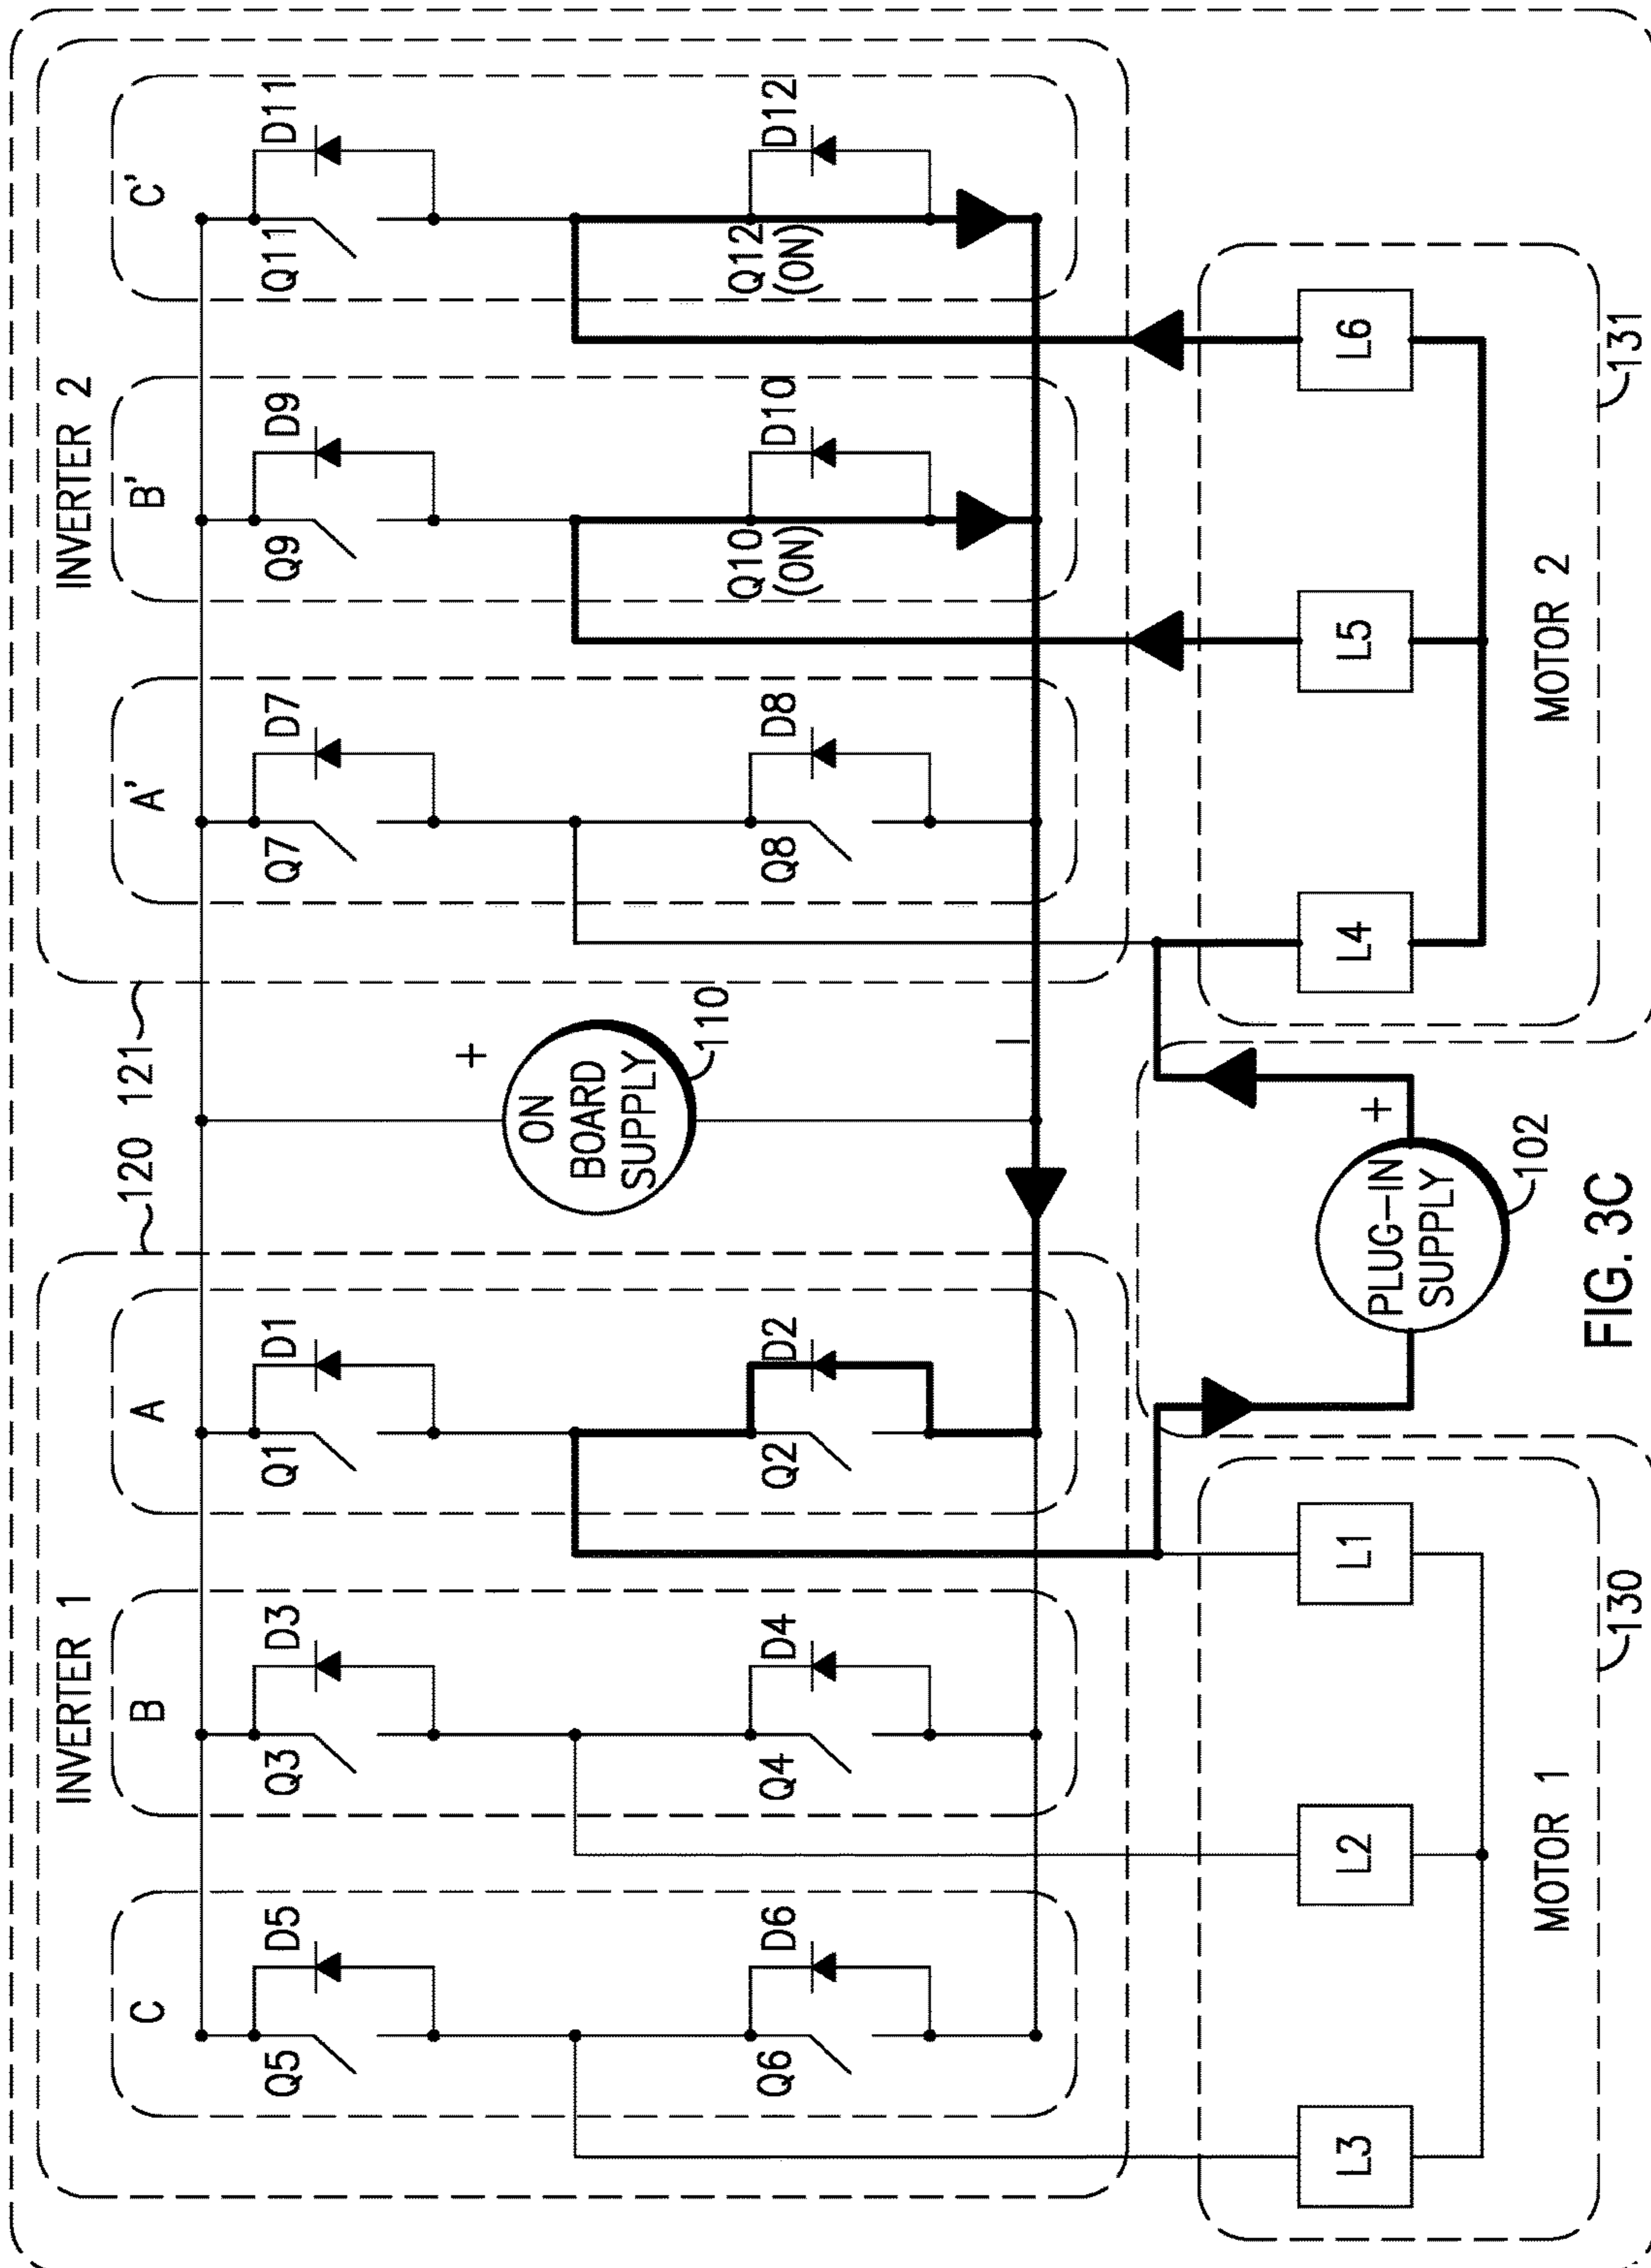 INVERTER 1
INVERTER 2
120
121
C
B
A
A'
B'
C'
Q5
D5
Q3
D3
Q1
D1
Q7
D7
Q9
D9
Q11
D11
+
ON
BOARD
SUPPLY
110
−
Q6
D6
Q4
D4
Q2
D2
Q8
D8
Q10
(ON)
D10
Q12
(ON)
D12
L3
L2
L1
PLUG-IN
SUPPLY
+
102
L4
L5
L6
MOTOR 1
130
MOTOR 2
131
FIG. 3C